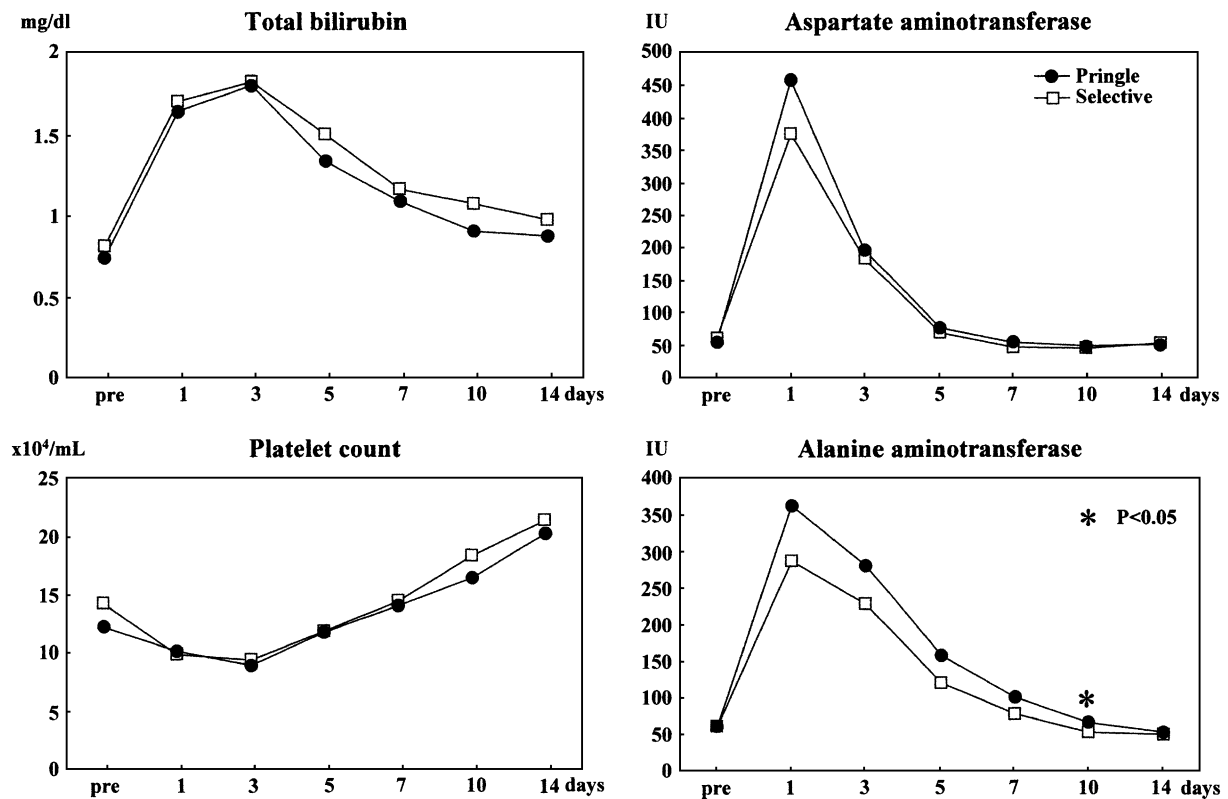 mg/dl
Total bilirubin
2
1.5
1
0.5
0
pre 1 3 5 7 10 14 days
IU
Aspartate aminotransferase
500
450
400
350
300
250
200
150
100
50
0
Pringle
Selective
pre 1 3 5 7 10 14 days
x10⁴/mL
Platelet count
25
20
15
10
5
0
pre 1 3 5 7 10 14 days
IU
Alanine aminotransferase
400
350
300
250
200
150
100
50
0
* P<0.05
*
pre 1 3 5 7 10 14 days